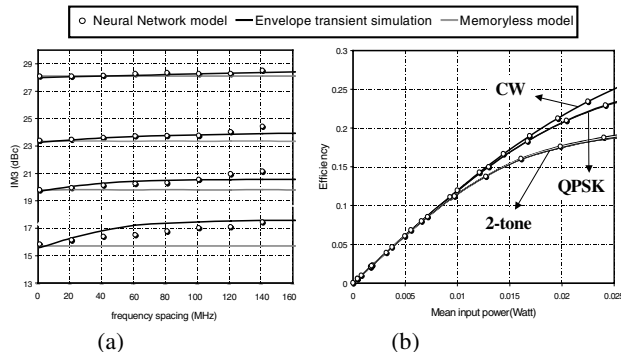 Neural Network model Envelope transient simulation Memoryless model
IM3 (dBc)
29
27
25
23
21
19
17
15
13
0 20 40 60 80 100 120 140 160
frequency spacing (MHz)
(a)
Efficiency
0.3
0.25
0.2
0.15
0.1
0.05
0
CW
QPSK
2-tone
0 0.005 0.01 0.015 0.02 0.025
Mean input power(Watt)
(b)